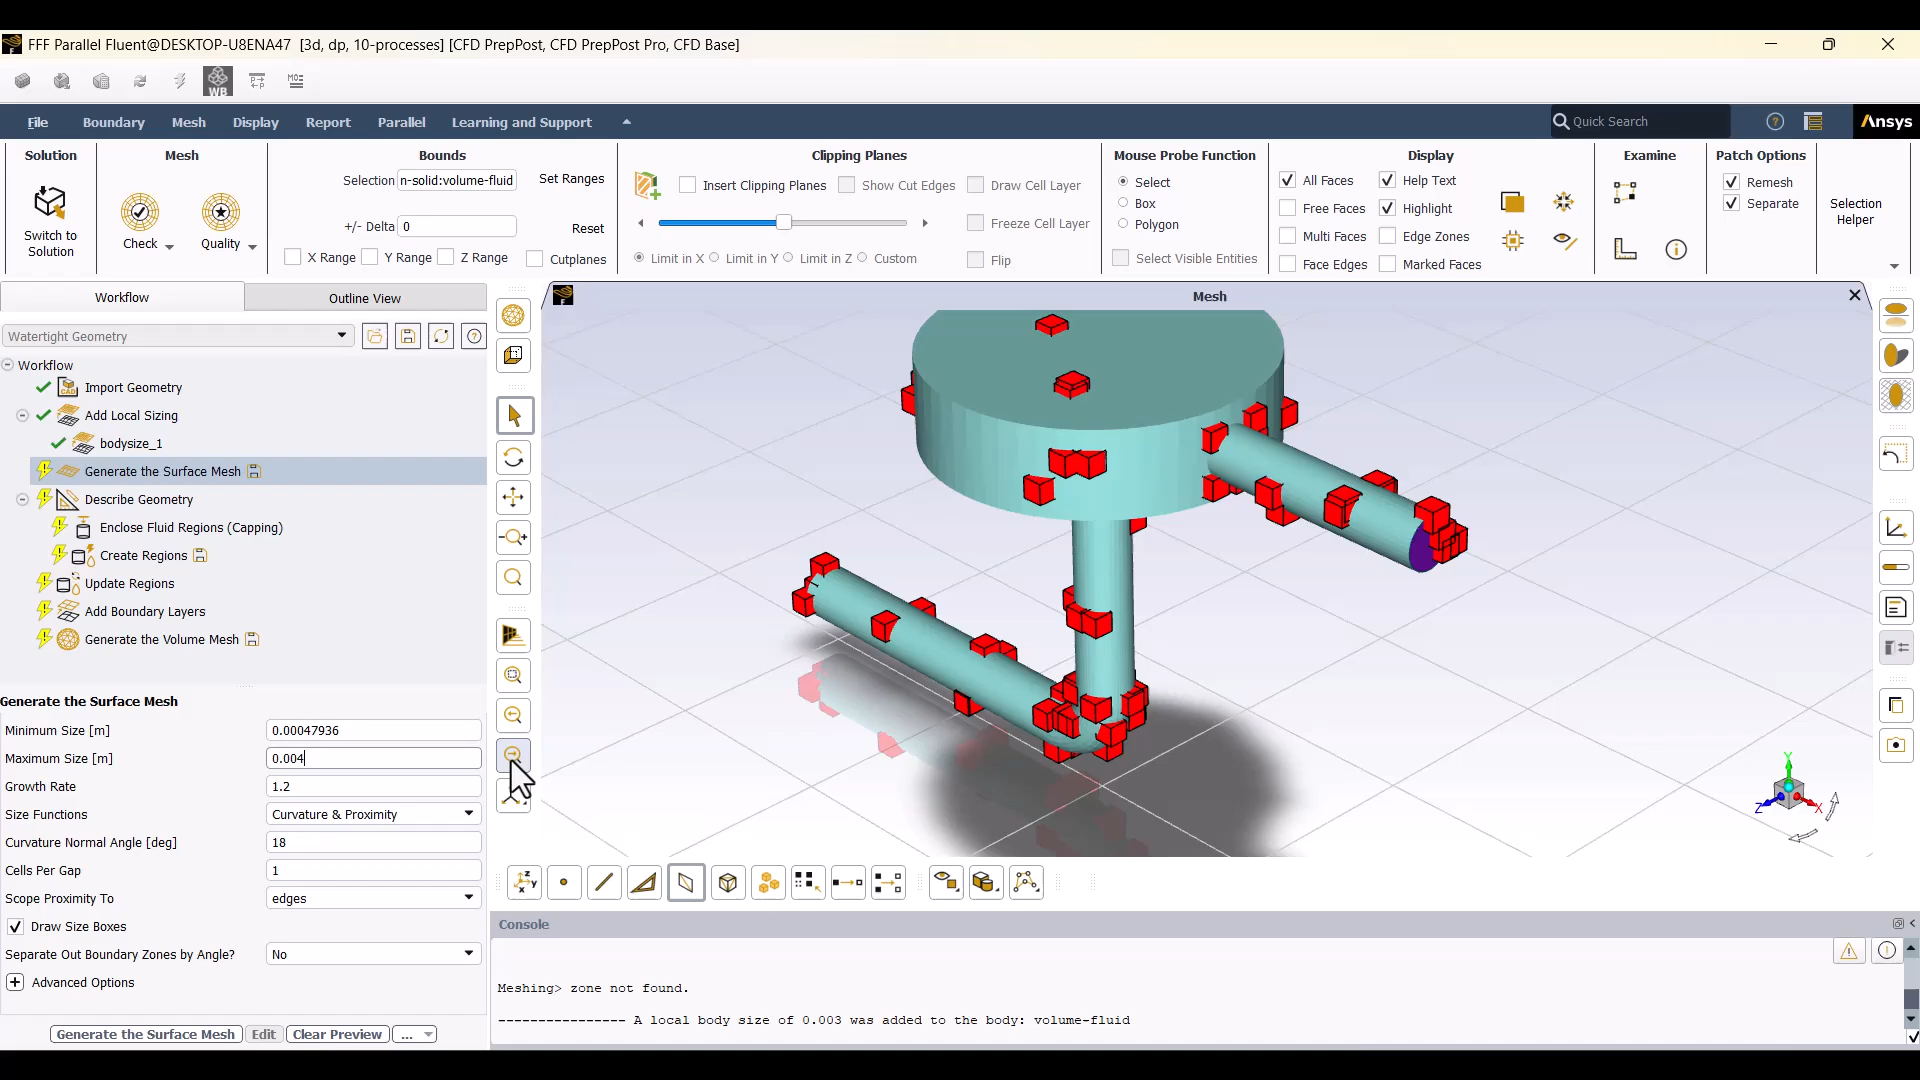 FFF Parallel Fluent@DESKTOP-U8ENA47 [3d, dp, 10-processes] [CFD PrepPost, CFD PrepPost Pro, CFD Base]
WB
File Boundary Mesh Display Report Parallel Learning and Support
Quick Search
Ansys
Solution
Switch to
Solution
Mesh
Check
Quality
Bounds
Selection n-solid:volume-fluid Set Ranges
+/- Delta 0 Reset
X Range Y Range Z Range Cutplanes
Clipping Planes
Insert Clipping Planes Show Cut Edges Draw Cell Layer
Freeze Cell Layer
Limit in X Limit in Y Limit in Z Custom Flip
Mouse Probe Function
Select
Box
Polygon
Select Visible Entities
Display
All Faces Help Text
Free Faces Highlight
Multi Faces Edge Zones
Face Edges Marked Faces
Examine
Patch Options
Remesh
Separate
Selection
Helper
Workflow Outline View
Watertight Geometry
Workflow
Import Geometry
Add Local Sizing
bodysize_1
Generate the Surface Mesh
Describe Geometry
Enclose Fluid Regions (Capping)
Create Regions
Update Regions
Add Boundary Layers
Generate the Volume Mesh
Generate the Surface Mesh
Minimum Size [m] 0.00047936
Maximum Size [m] 0.004
Growth Rate 1.2
Size Functions Curvature & Proximity
Curvature Normal Angle [deg] 18
Cells Per Gap 1
Scope Proximity To edges
Draw Size Boxes
Separate Out Boundary Zones by Angle? No
Advanced Options
Generate the Surface Mesh Edit Clear Preview ...
Mesh
Y
Z
X
Console
Meshing> zone not found.
---------------- A local body size of 0.003 was added to the body: volume-fluid